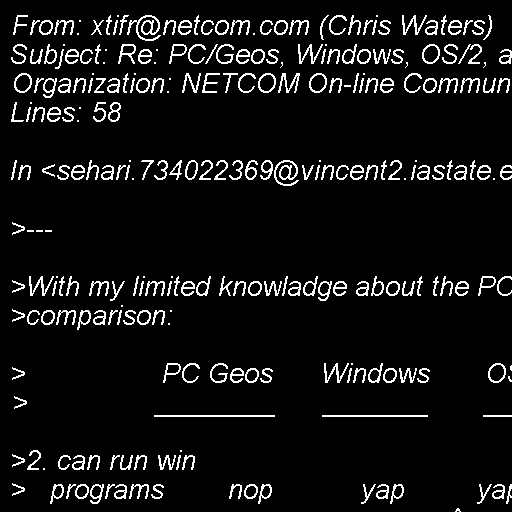 From: xtifr@netcom.com (Chris Waters)
Subject: Re: PC/Geos, Windows, OS/2, a
Organization: NETCOM On-line Commun
Lines: 58
In <sehari.734022369@vincent2.iastate.e
>---
>With my limited knowladge about the PC
>comparison:
> PC Geos Windows OS
> ________ _______ __
>2. can run win
> programs nop yap yap